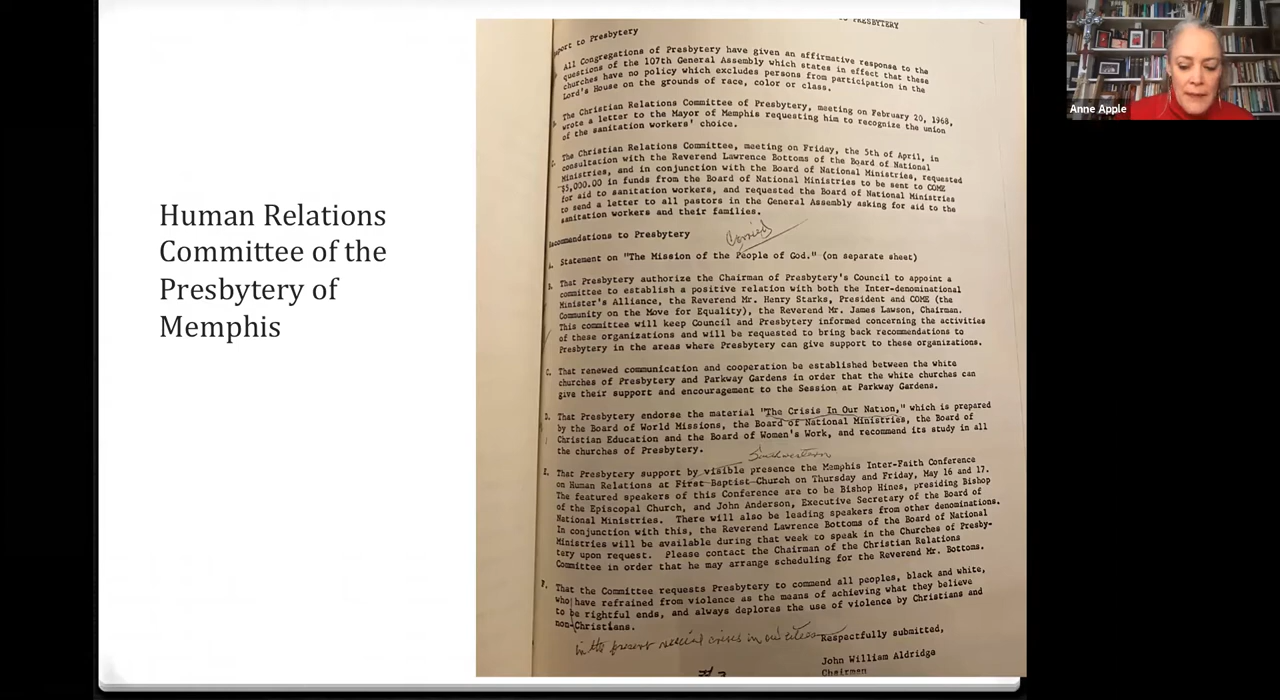 Human Relations
Committee of the
Presbytery of
Memphis
PRESBYTERY
to Presbytery
All Congregations of Presbytery have given an affirmative response to the
questions of the 107th General Assembly which states in effect that these
churches have no policy which excludes persons from participation in the
Lord's House on the grounds of race, color or class.
The Christian Relations Committee of Presbytery, meeting on February 20, 1968,
wrote a letter to the Mayor of Memphis requesting him to recognize the union
of the sanitation workers' choice.
C. The Christian Relations Committee, meeting on Friday, the 5th of April, in
consultation with the Reverend Lawrence Bottoms of the Board of National
Ministries, and in conjunction with the Board of National Ministries, requested
$5,000.00 in funds from the Board of National Ministries to be sent to COME
for aid to sanitation workers, and requested the Board of National Ministries
to send a letter to all pastors in the General Assembly asking for aid to the
sanitation workers and their families.
Carried
to Presbytery
A. Statement on "The Mission of the People of God." (on separate sheet)
B. That Presbytery authorize the Chairman of Presbytery's Council to appoint a
committee to establish a positive relation with both the Inter-denominational
Minister's Alliance, the Reverend Mr. Henry Starks, President and COME (the
Community on the Move for Equality), the Reverend Mr. James Lawson, Chairman.
This committee will keep Council and Presbytery informed concerning the activities
of these organizations and will be requested to bring back recommendations to
Presbytery in the areas where Presbytery can give support to these organizations.
C. That renewed communication and cooperation be established between the white
churches of Presbytery and Parkway Gardens in order that the white churches can
give their support and encouragement to the Session at Parkway Gardens.
D. That Presbytery endorse the material "The Crisis In Our Nation," which is prepared
by the Board of World Missions, the Board of National Ministries, the Board of
Christian Education and the Board of Women's Work, and recommend its study in all
the churches of Presbytery.
Southwestern
E. That Presbytery support by visible presence the Memphis Inter-Faith Conference
on Human Relations at First Baptist Church on Thursday and Friday, May 16 and 17.
The featured speakers of this Conference are to be Bishop Hines, presiding Bishop
of the Episcopal Church, and John Anderson, Executive Secretary of the Board of
National Ministries. There will also be leading speakers from other denominations.
In conjunction with this, the Reverend Lawrence Bottoms of the Board of National
Ministries will be available during that week to speak in the Churches of Presby-
tery upon request. Please contact the Chairman of the Christian Relations
Committee in order that he may arrange scheduling for the Reverend Mr. Bottoms.
F. That the Committee requests Presbytery to commend all peoples, black and white,
who have refrained from violence as the means of achieving what they believe
to be rightful ends, and always deplores the use of violence by Christians and
non-Christians.
in the present crises in our cities
Respectfully submitted,
John William Aldridge
Chairman
Anne Apple